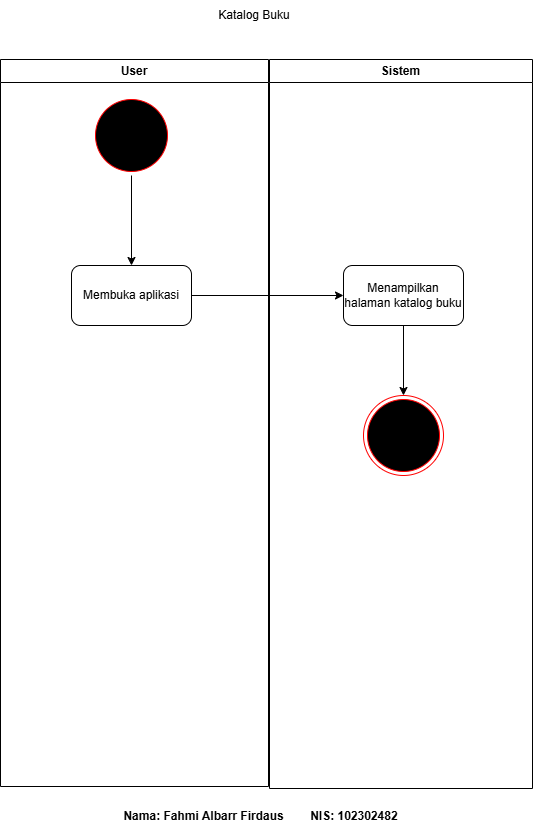 Katalog Buku
User
Sistem
Membuka aplikasi
Menampilkan
halaman katalog buku
Nama: Fahmi Albarr Firdaus NIS: 102302482